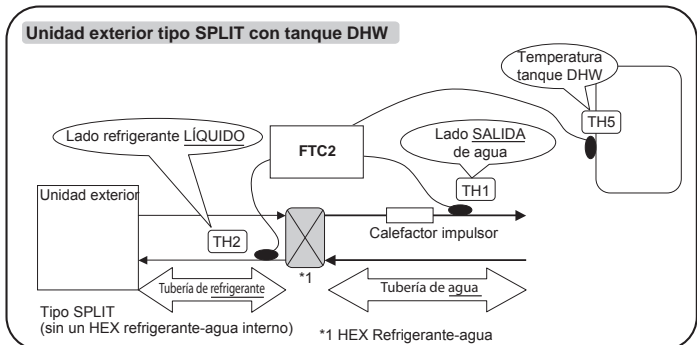 Unidad exterior tipo SPLIT con tanque DHW
Temperatura
tanque DHW
TH5
Lado refrigerante LÍQUIDO
FTC2
Lado SALIDA
de agua
TH1
Unidad exterior
TH2
Calefactor impulsor
*1
Tubería de refrigerante
Tubería de agua
Tipo SPLIT
(sin un HEX refrigerante-agua interno)
*1 HEX Refrigerante-agua